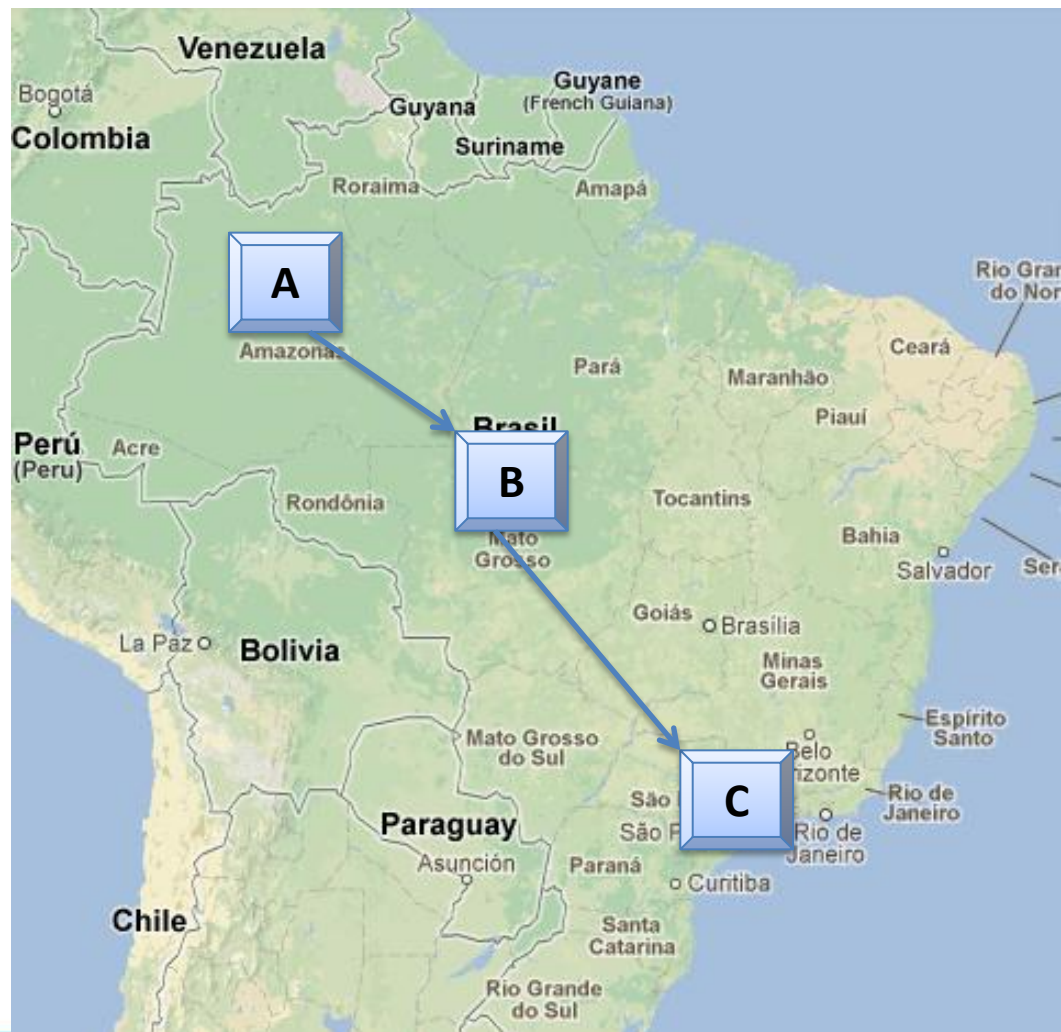 Venezuela
Bogotá
Colombia
Guyana
Guyane
(French Guiana)
Suriname
Roraima
Amapá
A
Amazonas
Rio Gran
do Nor
Ceará
Pará
Maranhão
Piauí
Brasil
B
Perú
(Peru)
Acre
Rondônia
Tocantins
Mato
Grosso
Bahia
Salvador
Ser
Goiás
Brasília
La Paz
Bolivia
Minas
Gerais
Espírito
Santo
Mato Grosso
do Sul
Belo
rizonte
C
São
São P
Rio de
Janeiro
Rio de
Janeiro
Paraguay
Asunción
Paraná
Curitiba
Chile
Santa
Catarina
Rio Grande
do Sul